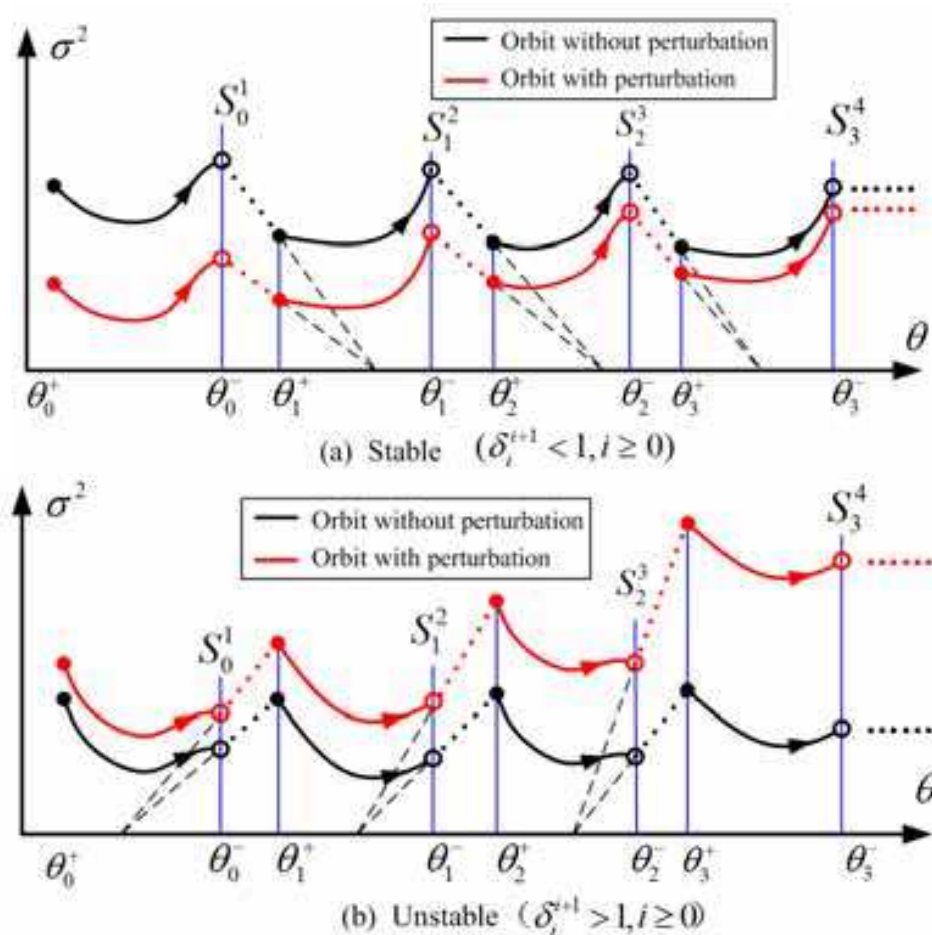 σ²
Orbit without perturbation
Orbit with perturbation
S₀¹
S₁²
S₂³
S₃⁴
θ
θ₀⁺ θ₀⁻ θ₁⁺ θ₁⁻ θ₂⁺ θ₂⁻ θ₃⁺ θ₃⁻
(a) Stable (δᵢⁱ⁺¹ < 1, i ≥ 0)
σ²
Orbit without perturbation
Orbit with perturbation
S₀¹
S₁²
S₂³
S₃⁴
θ
θ₀⁺ θ₀⁻ θ₁⁺ θ₁⁻ θ₂⁺ θ₂⁻ θ₃⁺ θ₃⁻
(b) Unstable (δᵢⁱ⁺¹ > 1, i ≥ 0)